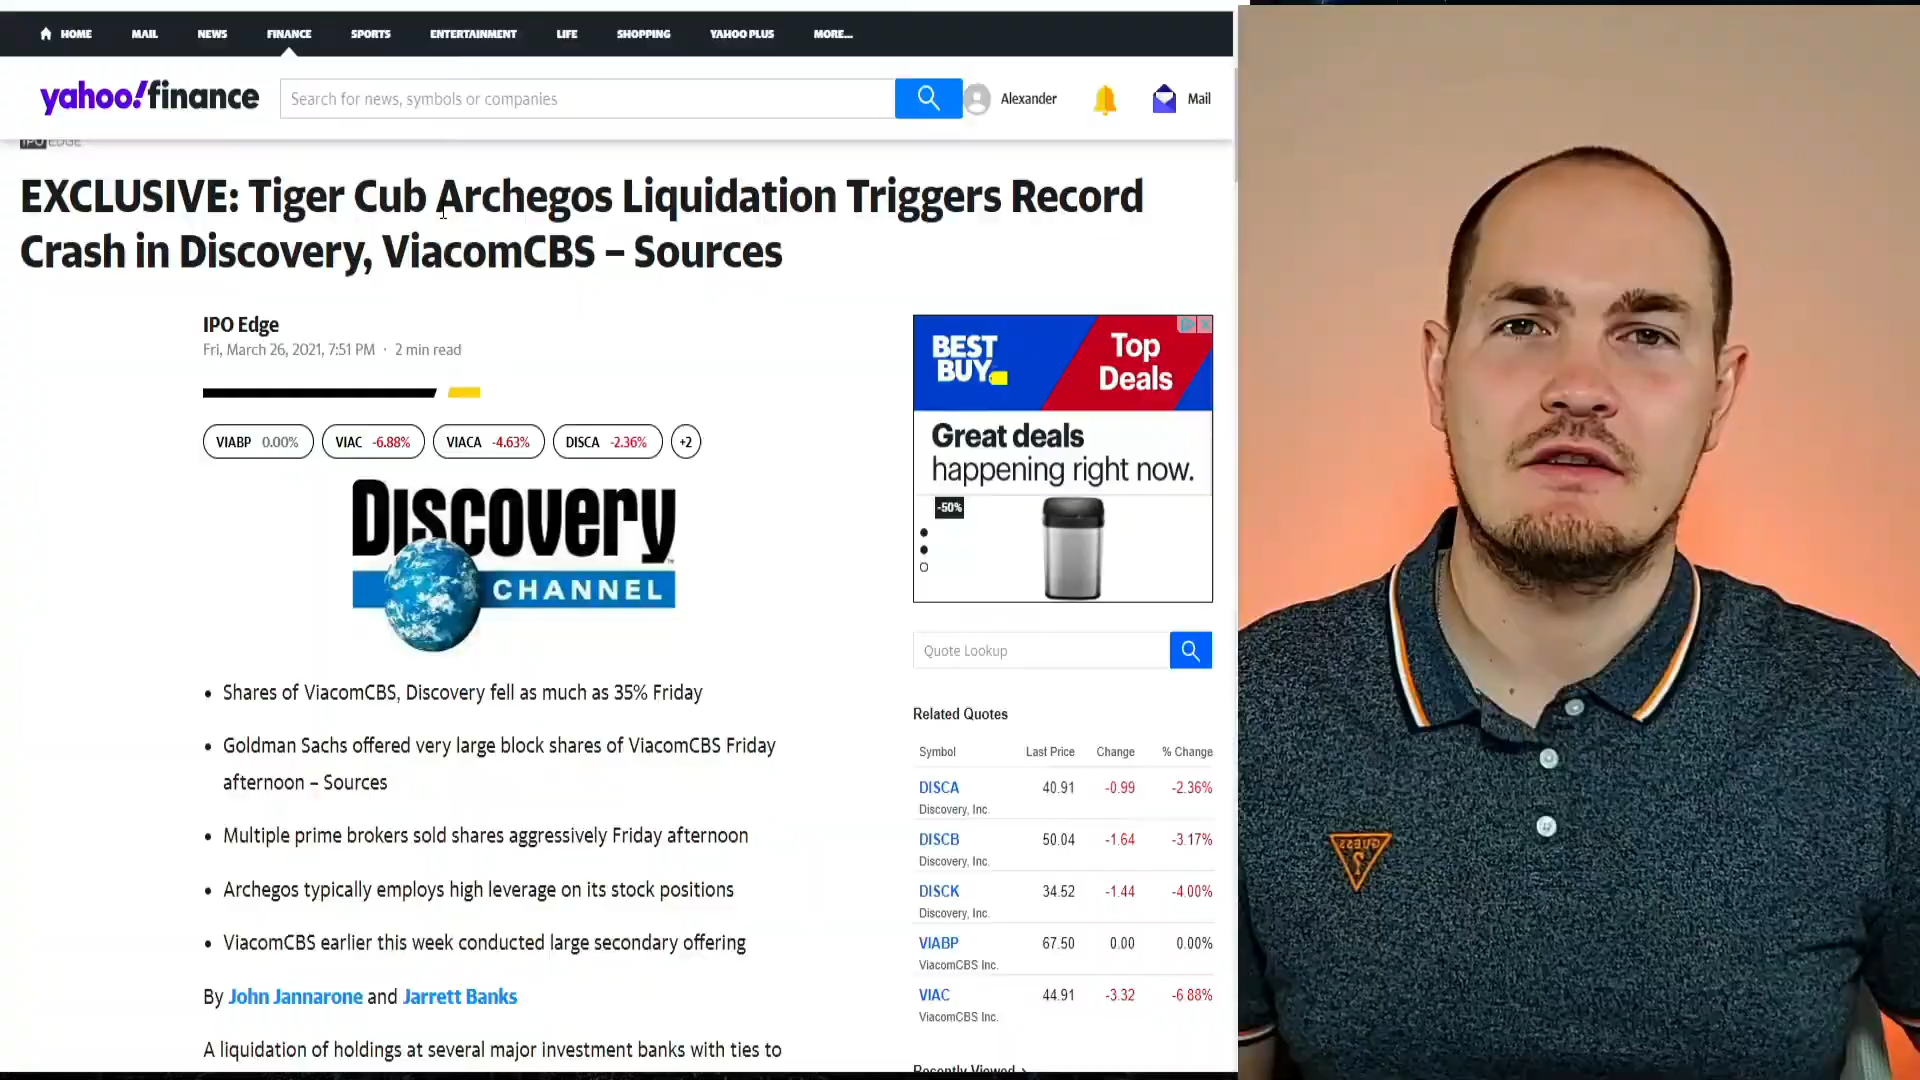 HOME MAIL NEWS FINANCE SPORTS ENTERTAINMENT LIFE SHOPPING YAHOO PLUS MORE...
yahoo!finance
Search for news, symbols or companies
Alexander
Mail
IPO EDGE
EXCLUSIVE: Tiger Cub Archegos Liquidation Triggers Record
Crash in Discovery, ViacomCBS – Sources
IPO Edge
Fri, March 26, 2021, 7:51 PM · 2 min read
VIABP 0.00% VIAC -6.88% VIACA -4.63% DISCA -2.36% +2
Discovery
CHANNEL
• Shares of ViacomCBS, Discovery fell as much as 35% Friday
• Goldman Sachs offered very large block shares of ViacomCBS Friday
afternoon – Sources
• Multiple prime brokers sold shares aggressively Friday afternoon
• Archegos typically employs high leverage on its stock positions
• ViacomCBS earlier this week conducted large secondary offering
By John Jannarone and Jarrett Banks
A liquidation of holdings at several major investment banks with ties to
BEST
BUY
Top
Deals
Great deals
happening right now.
-50%
Quote Lookup
Related Quotes
Symbol Last Price Change % Change
DISCA 40.91 -0.99 -2.36%
Discovery, Inc.
DISCB 50.04 -1.64 -3.17%
Discovery, Inc.
DISCK 34.52 -1.44 -4.00%
Discovery, Inc.
VIABP 67.50 0.00 0.00%
ViacomCBS Inc.
VIAC 44.91 -3.32 -6.88%
ViacomCBS Inc.
Recently Viewed >
GUESS
?